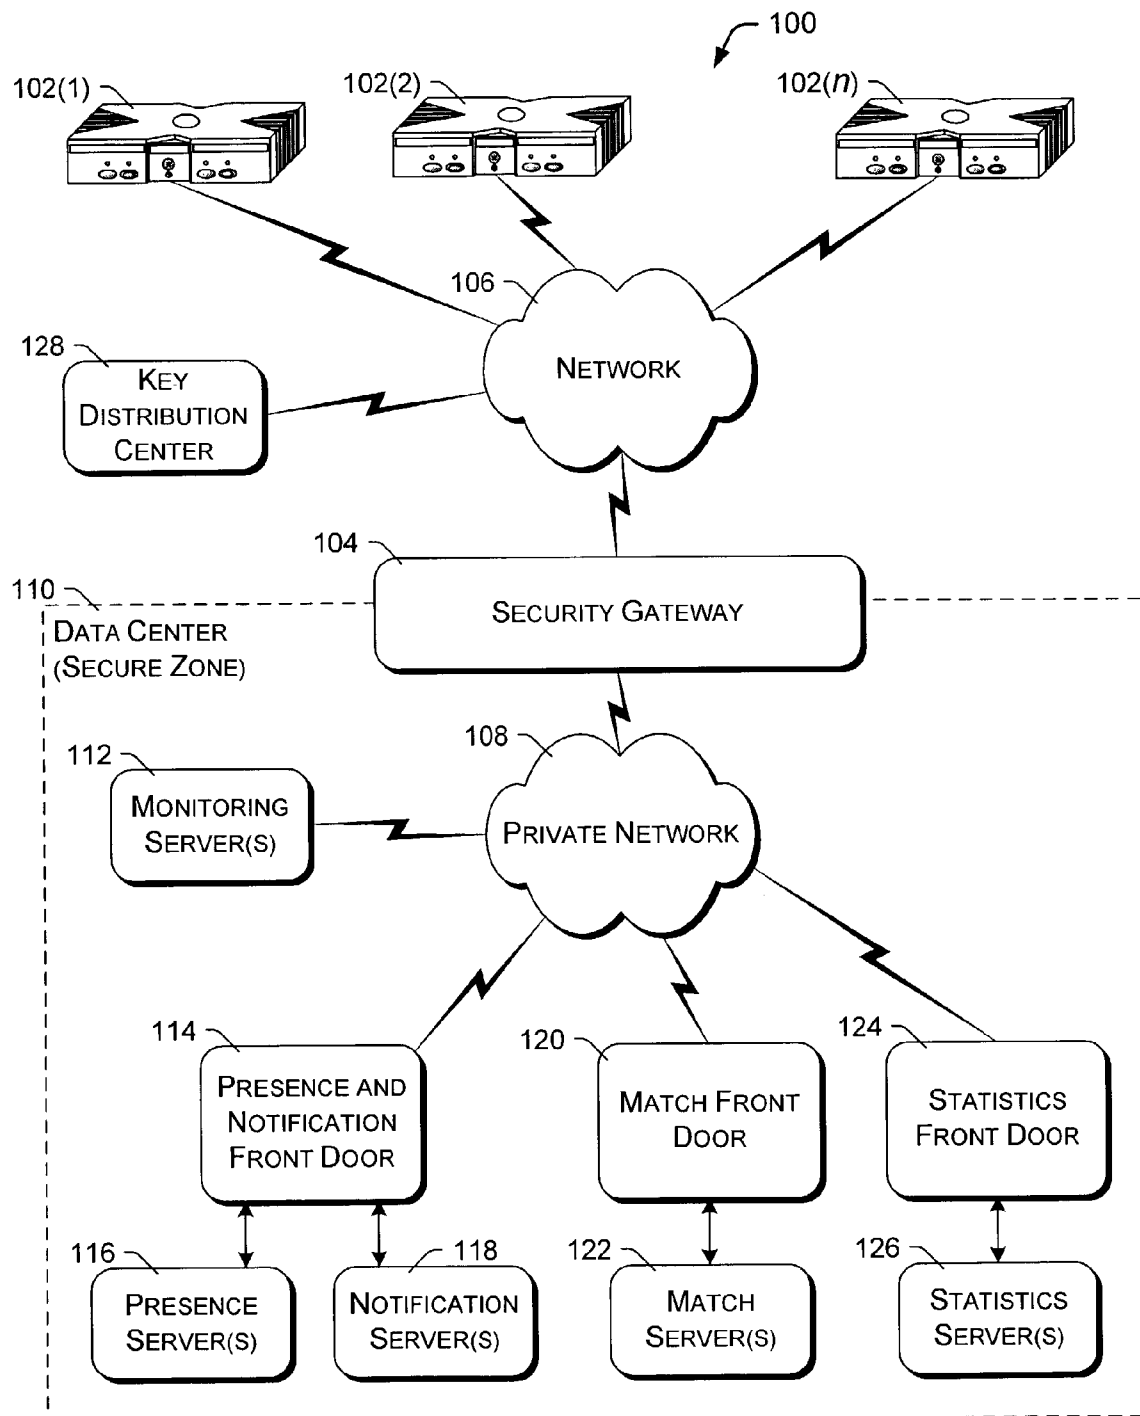 100
102(1)
102(2)
102(n)
106
NETWORK
128
KEY
DISTRIBUTION
CENTER
104
SECURITY GATEWAY
110
DATA CENTER
(SECURE ZONE)
108
PRIVATE NETWORK
112
MONITORING
SERVER(S)
114
PRESENCE AND
NOTIFICATION
FRONT DOOR
120
MATCH FRONT
DOOR
124
STATISTICS
FRONT DOOR
116
PRESENCE
SERVER(S)
118
NOTIFICATION
SERVER(S)
122
MATCH
SERVER(S)
126
STATISTICS
SERVER(S)